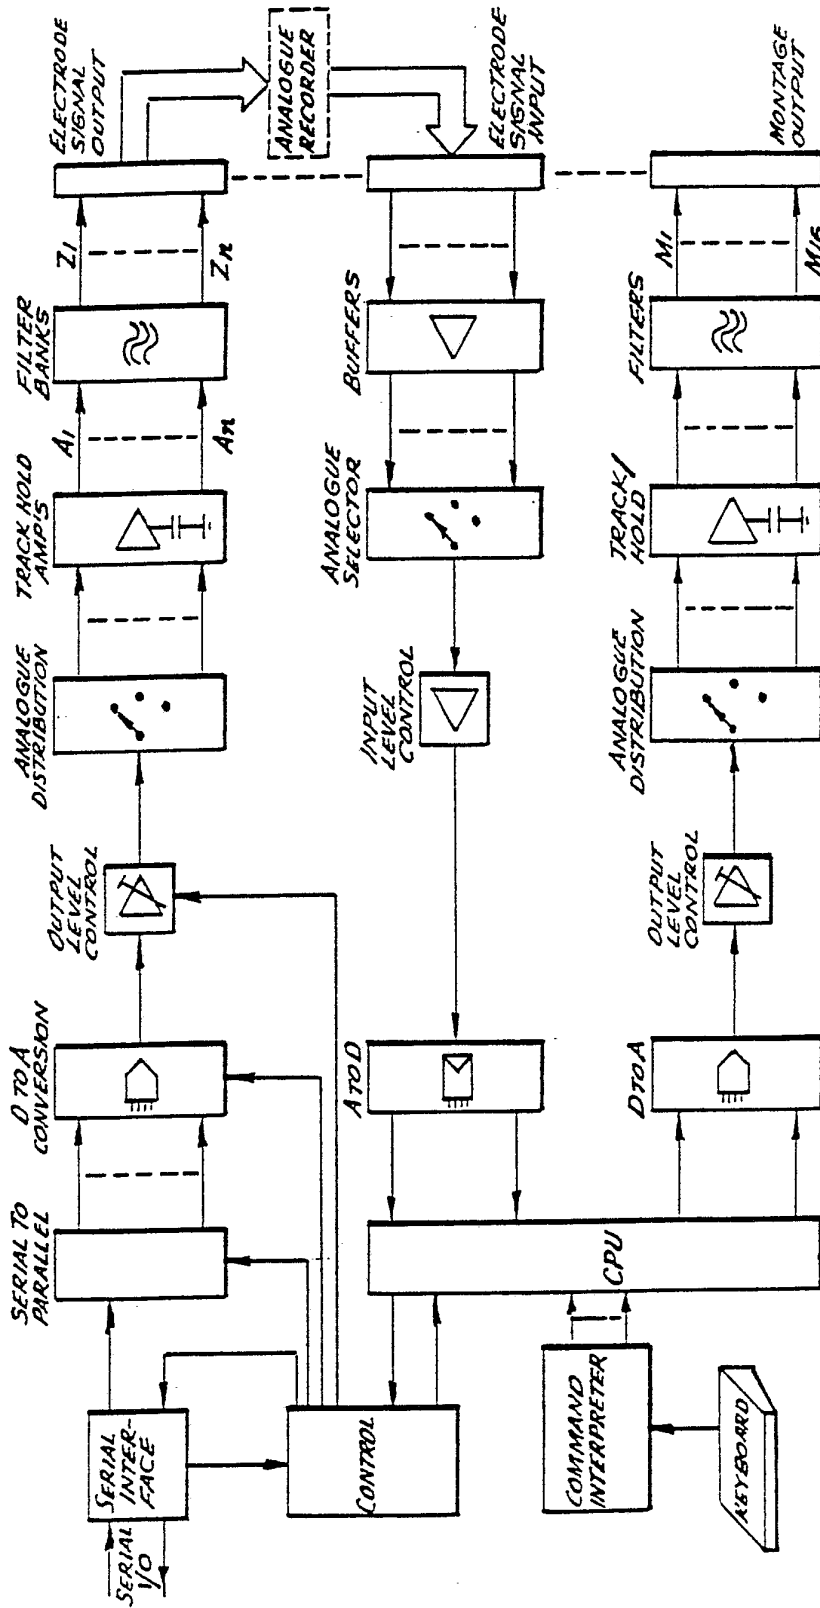 SERIAL
I/O
SERIAL
INTER-
FACE
SERIAL TO
PARALLEL
D TO A
CONVERSION
OUTPUT
LEVEL
CONTROL
ANALOGUE
DISTRIBUTION
TRACK HOLD
AMP'S
A1
An
FILTER
BANKS
Z1
Zn
ELECTRODE
SIGNAL
OUTPUT
ANALOGUE
RECORDER
CONTROL
A TO D
INPUT
LEVEL
CONTROL
ANALOGUE
SELECTOR
BUFFERS
ELECTRODE
SIGNAL
INPUT
KEYBOARD
COMMAND
INTERPRETER
CPU
D TO A
OUTPUT
LEVEL
CONTROL
ANALOGUE
DISTRIBUTION
TRACK/
HOLD
FILTERS
M1
M16
MONTAGE
OUTPUT